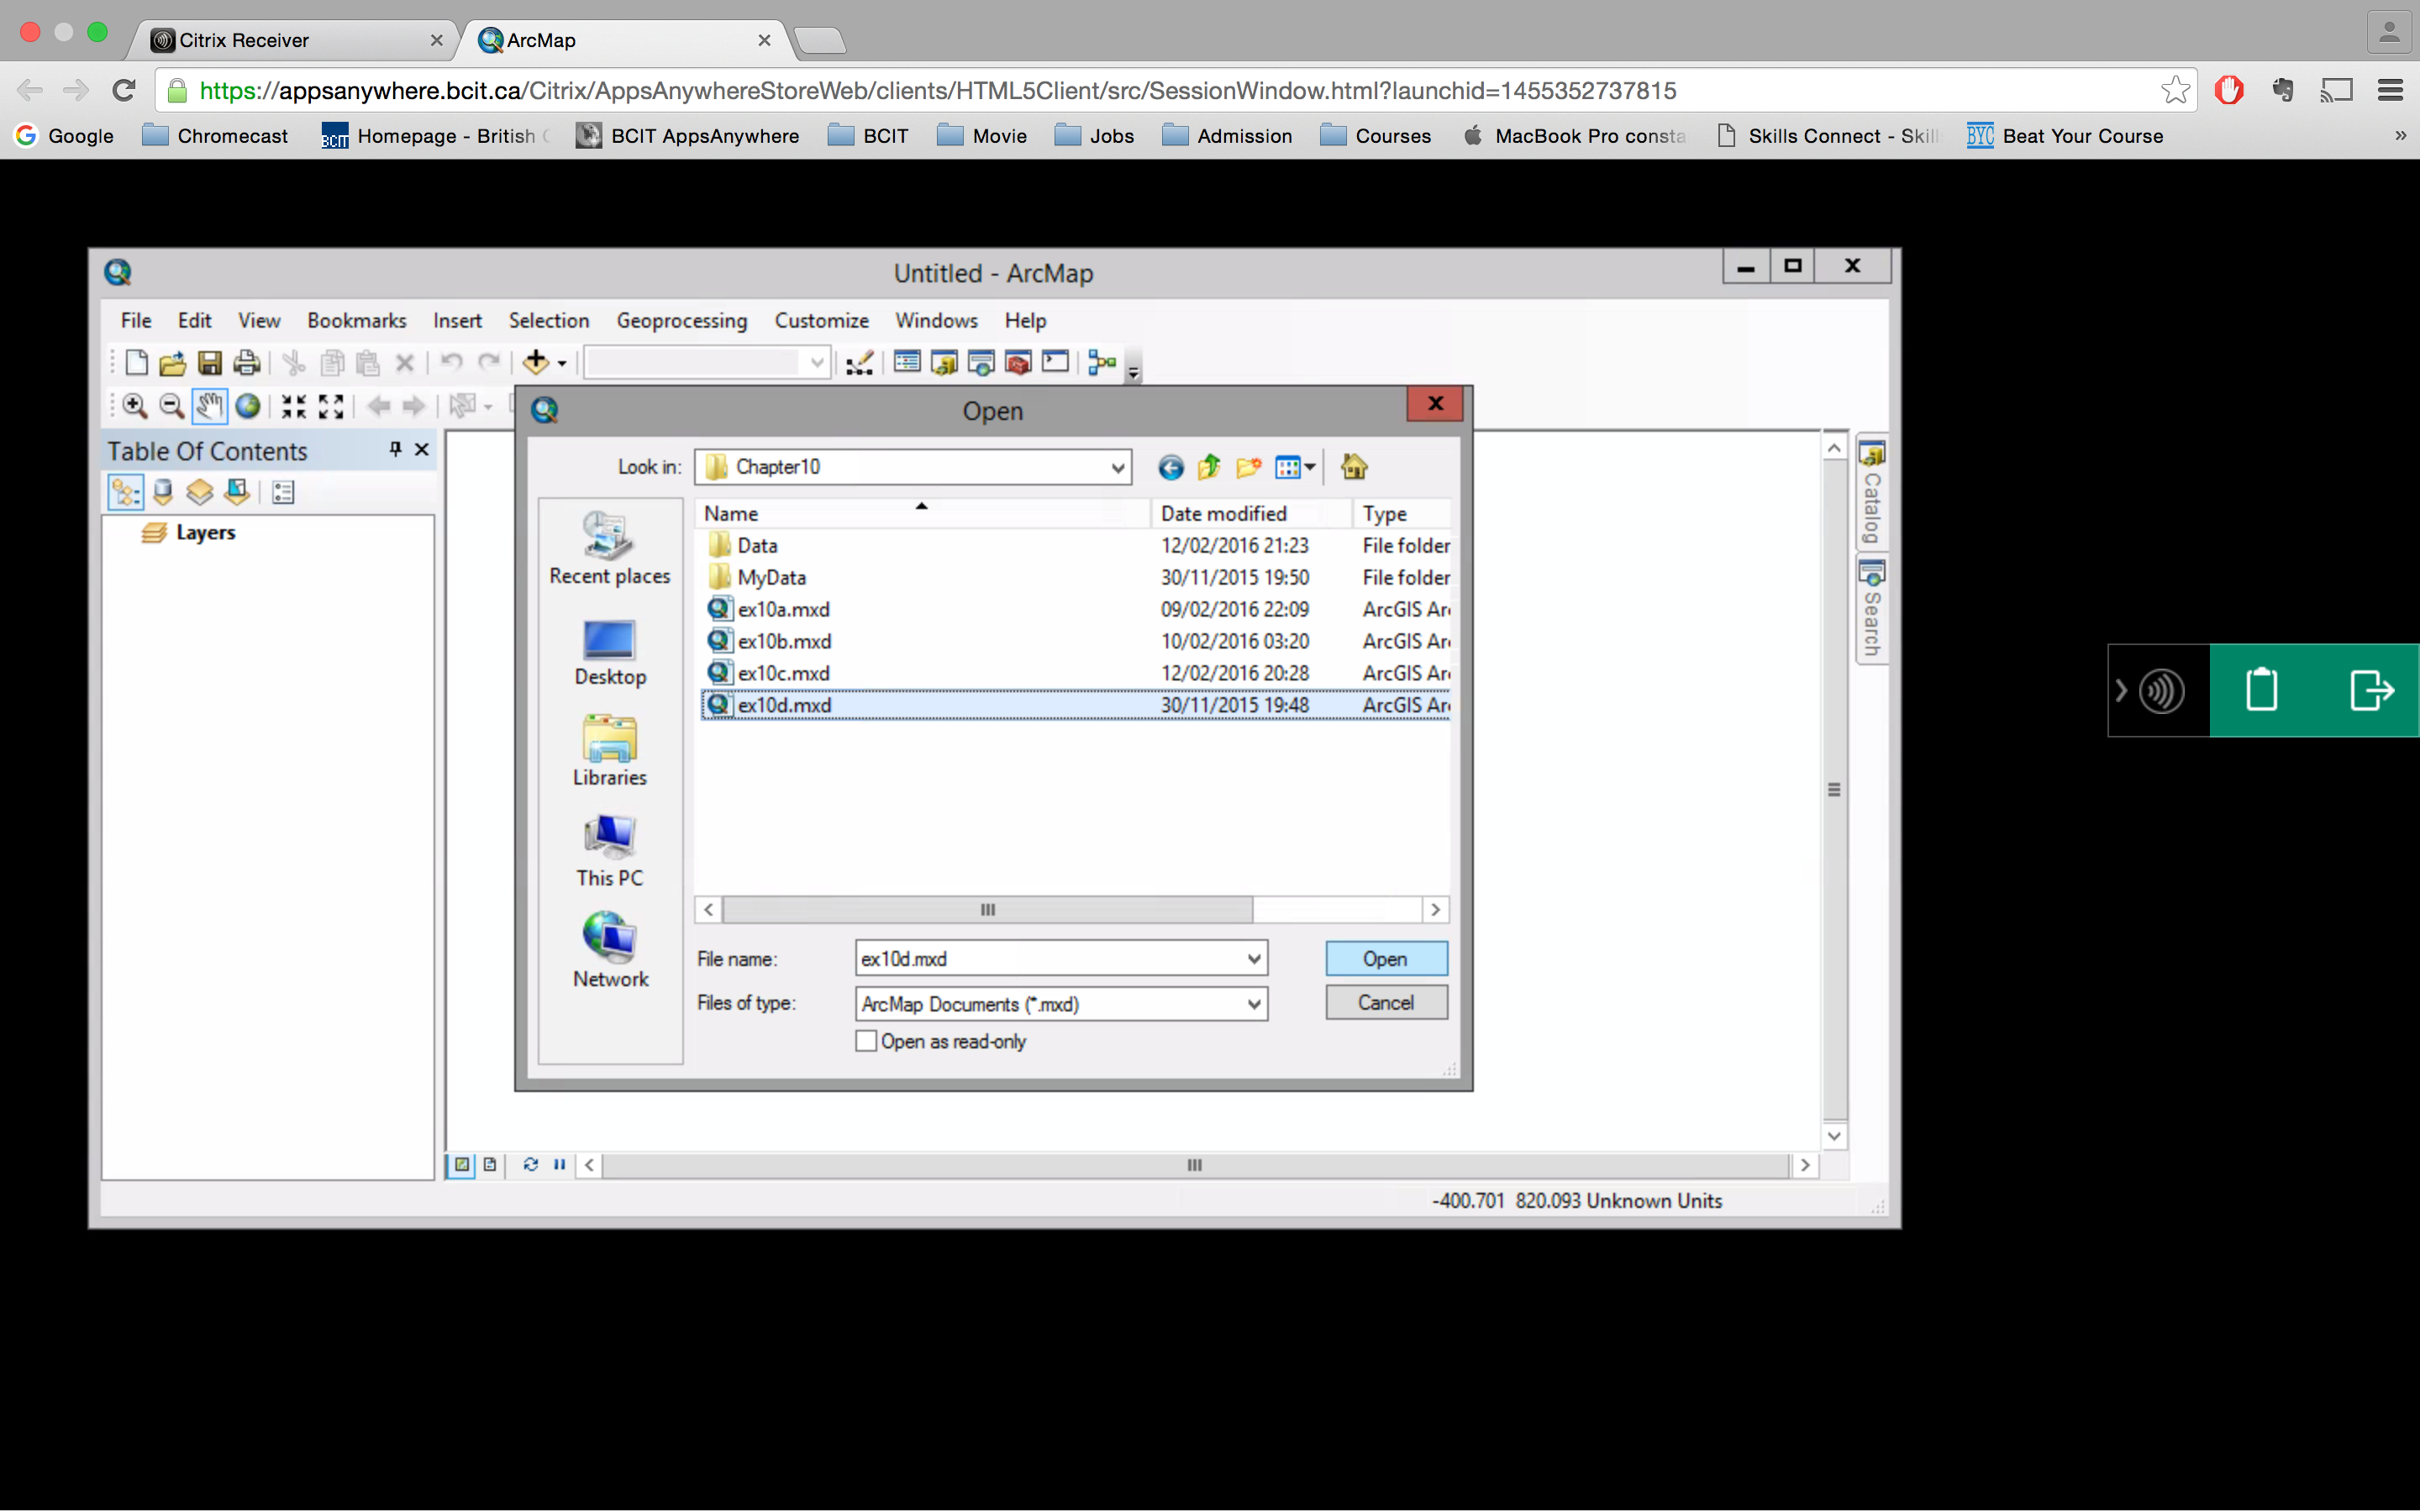 Citrix Receiver
ArcMap
https://appsanywhere.bcit.ca/Citrix/AppsAnywhereStoreWeb/clients/HTML5Client/src/SessionWindow.html?launchid=1455352737815
Google Chromecast Homepage - British BCIT AppsAnywhere BCIT Movie Jobs Admission Courses MacBook Pro consta Skills Connect - Skil BYC Beat Your Course »
Untitled - ArcMap
File Edit View Bookmarks Insert Selection Geoprocessing Customize Windows Help
Open
Table Of Contents
Layers
Look in: Chapter10
Name Date modified Type
Data 12/02/2016 21:23 File folder
MyData 30/11/2015 19:50 File folder
ex10a.mxd 09/02/2016 22:09 ArcGIS Ar
ex10b.mxd 10/02/2016 03:20 ArcGIS Ar
ex10c.mxd 12/02/2016 20:28 ArcGIS Ar
ex10d.mxd 30/11/2015 19:48 ArcGIS Ar
Recent places
Desktop
Libraries
This PC
Network
File name: ex10d.mxd Open
Files of type: ArcMap Documents (*.mxd) Cancel
Open as read-only
Catalog
Search
-400.701 820.093 Unknown Units